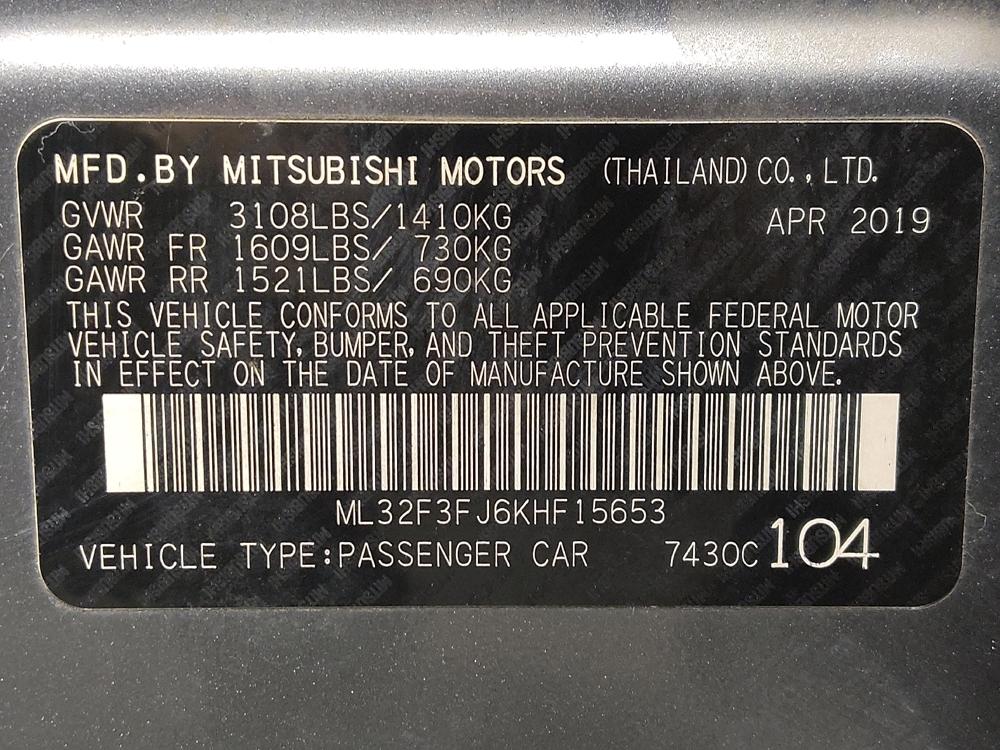 MFD.BY MITSUBISHI MOTORS (THAILAND) CO., LTD.
GVWR 3108LBS/1410KG APR 2019
GAWR FR 1609LBS/ 730KG
GAWR RR 1521LBS/ 690KG
THIS VEHICLE CONFORMS TO ALL APPLICABLE FEDERAL MOTOR
VEHICLE SAFETY, BUMPER, AND THEFT PREVENTION STANDARDS
IN EFFECT ON THE DATE OF MANUFACTURE SHOWN ABOVE.
ML32F3FJ6KHF15653
VEHICLE TYPE:PASSENGER CAR 7430C 104